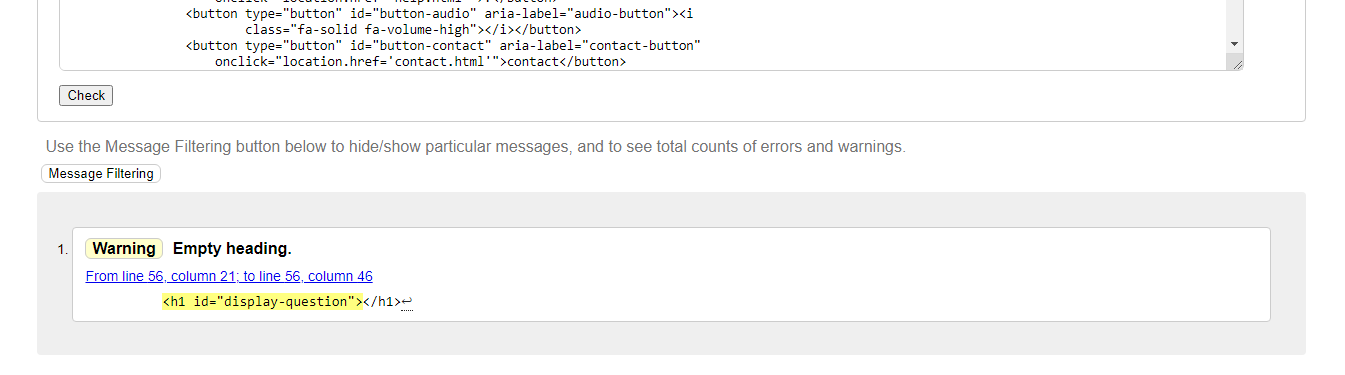 <button type="button" id="button-audio" aria-label="audio-button"><i
class="fa-solid fa-volume-high"></i></button>
<button type="button" id="button-contact" aria-label="contact-button"
onclick="location.href='contact.html'">contact</button>
Check
Use the Message Filtering button below to hide/show particular messages, and to see total counts of errors and warnings.
Message Filtering
1. Warning Empty heading.
From line 56, column 21; to line 56, column 46
<h1 id="display-question"></h1>↩